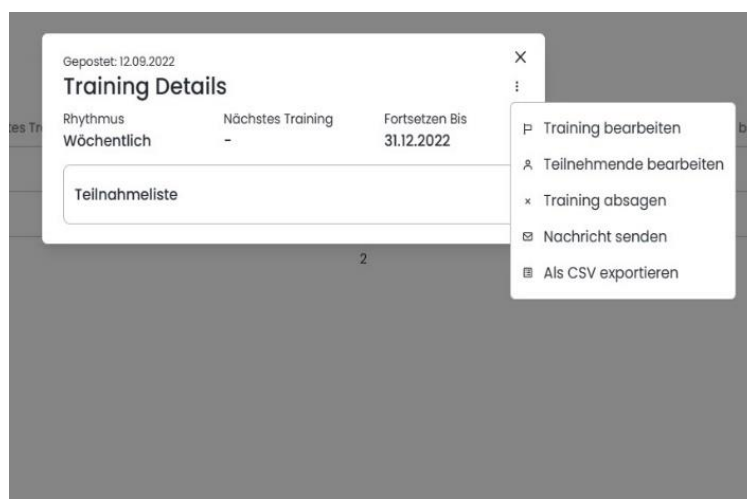 Gepostet: 12.09.2022
Training Details
Rhythmus Nächstes Training Fortsetzen Bis
Wöchentlich - 31.12.2022
Teilnahmeliste
Training bearbeiten
Teilnehmende bearbeiten
Training absagen
Nachricht senden
Als CSV exportieren
2